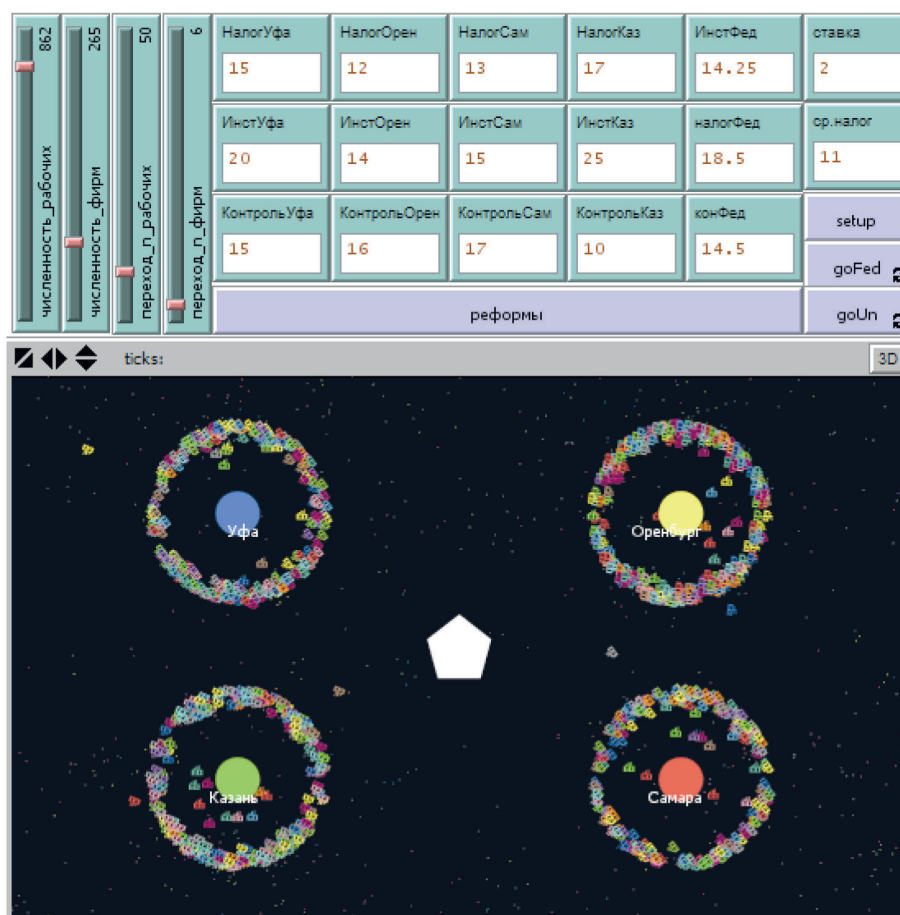 862
численность_рабочих
265
численность_фирм
50
переход_п_рабочих
6
переход_п_фирм
НалогУфа
НалогОрен
НалогСам
НалогКаз
ИнстФед
ставка
15
12
13
17
14.25
2
ИнстУфа
ИнстОрен
ИнстСам
ИнстКаз
налогФед
ср.налог
20
14
15
25
18.5
11
КонтрольУфа
КонтрольОрен
КонтрольСам
КонтрольКаз
конФед
setup
15
16
17
10
14.5
goFed
реформы
goUn
ticks:
3D
Уфа
Оренбург
Казань
Самара